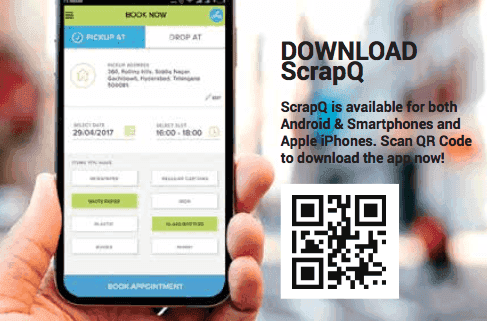 BOOK NOW
PICKUP AT
DROP AT
PICKUP ADDRESS
360, Rolling Hills, Siddiq Nagar
Gachibowli, Hyderabad, Telangana
500081
EDIT
SELECT DATE
29/04/2017
SELECT SLOT
16:00 - 18:00
ITEMS YOU HAVE
NEWSPAPER
REGULAR CARTONS
WHITE PAPER
IRON
PLASTIC
GLASS BOTTLES
BOOK APPOINTMENT
DOWNLOAD
ScrapQ
ScrapQ is available for both
Android & Smartphones and
Apple iPhones. Scan QR Code
to download the app now!